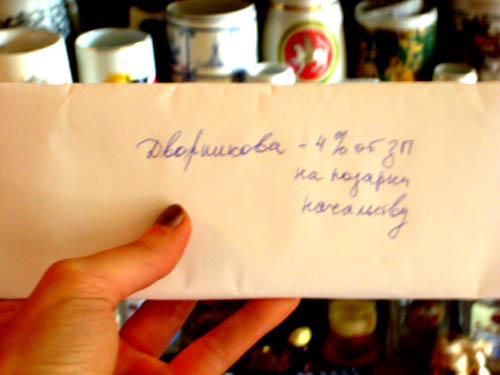 Дворникова - 4% от ЗП
на подарки
начальству